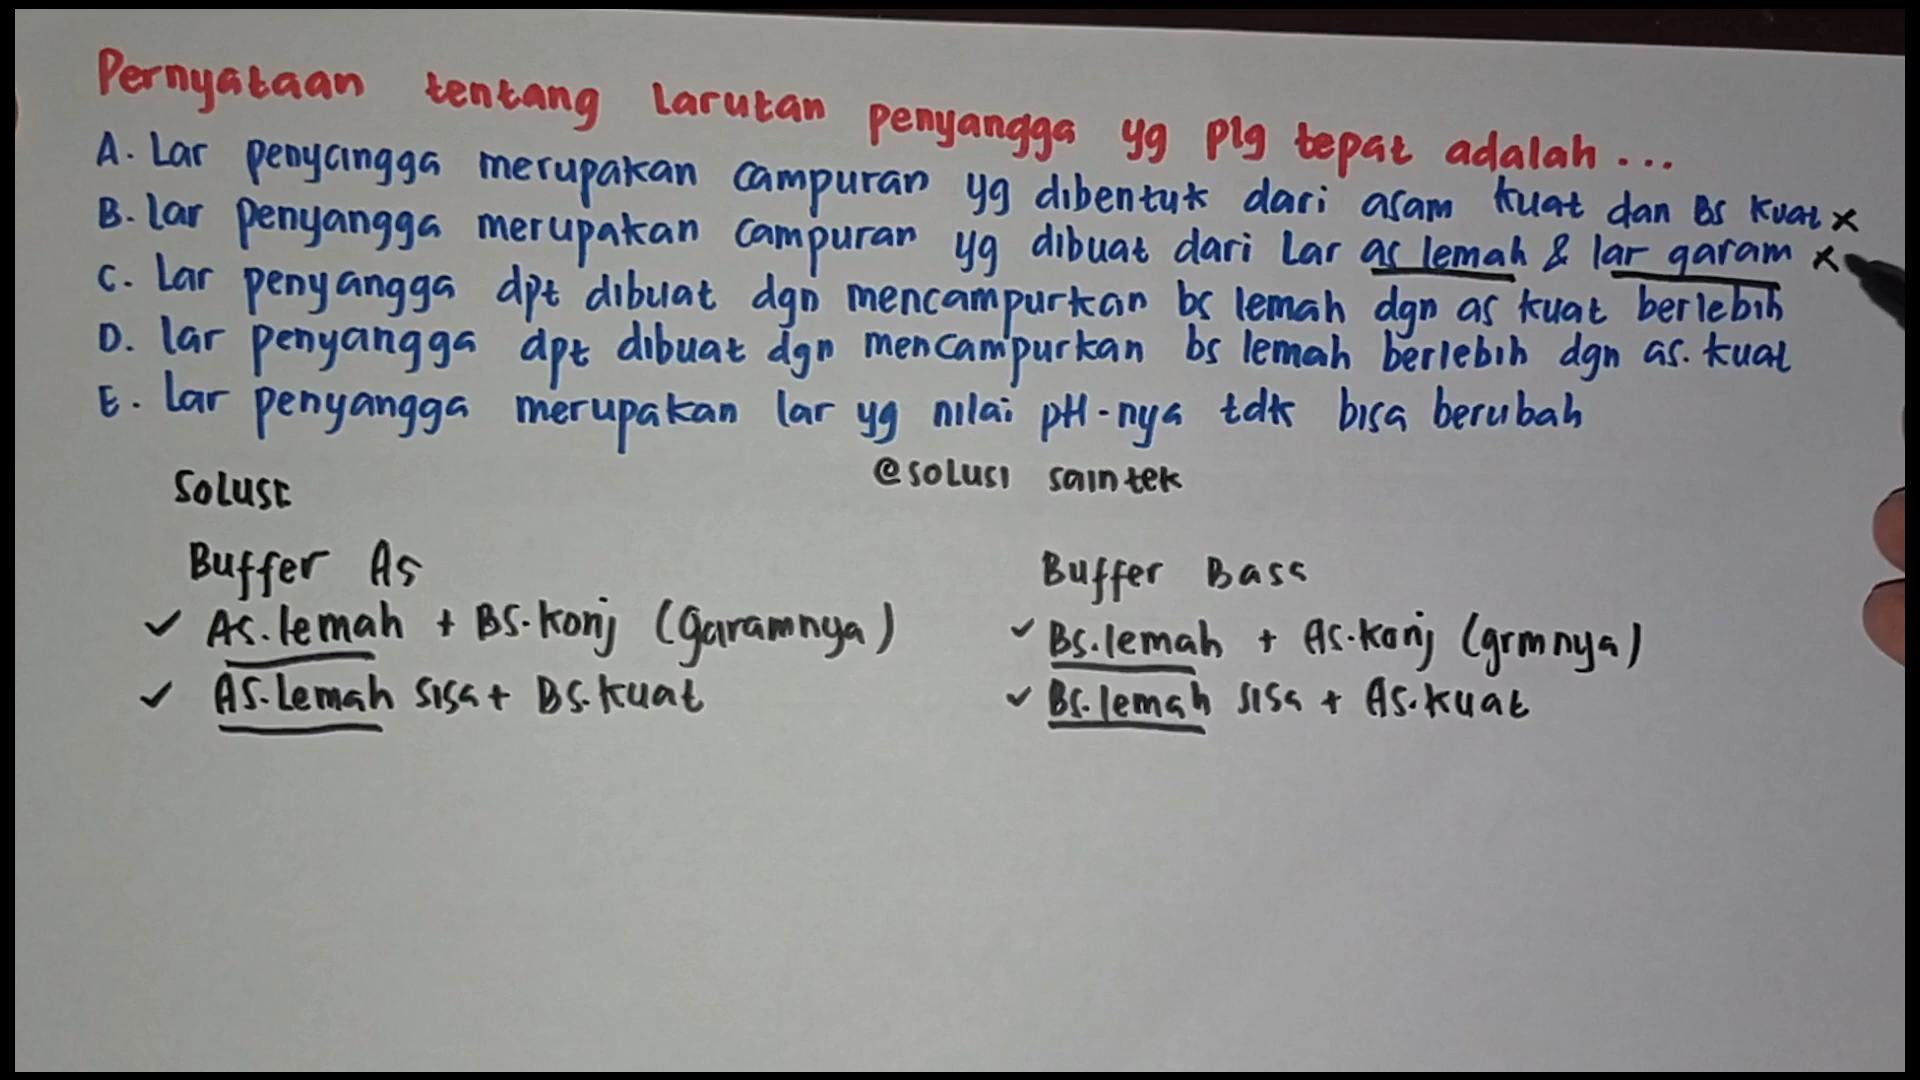 Pernyataan tentang Larutan penyangga yg plg tepat adalah...
A. Lar penyangga merupakan campuran yg dibentuk dari asam kuat dan Bs kuat x
B. lar penyangga merupakan campuran yg dibuat dari Lar as lemah & lar garam x
C. Lar penyangga dpt dibuat dgn mencampurkan bs lemah dgn as kuat berlebih
D. lar penyangga dpt dibuat dgn mencampurkan bs lemah berlebih dgn as. kuat
E. lar penyangga merupakan lar yg nilai pH-nya tdk bisa berubah
@solusi saintek
SOLUSI
Buffer As
✓ As.lemah + BS.konj (garamnya)
✓ AS.Lemah sisa + BS.kuat
Buffer Basa
✓ Bs.lemah + As.konj (grmnya)
✓ Bs.lemah sisa + As.kuat